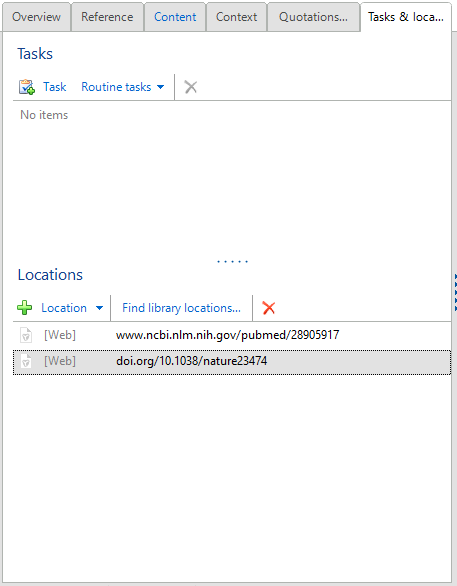 Overview Reference Content Context Quotations... Tasks & loca...
Tasks
Task Routine tasks
No items
Locations
Location Find library locations...
[Web] www.ncbi.nlm.nih.gov/pubmed/28905917
[Web] doi.org/10.1038/nature23474